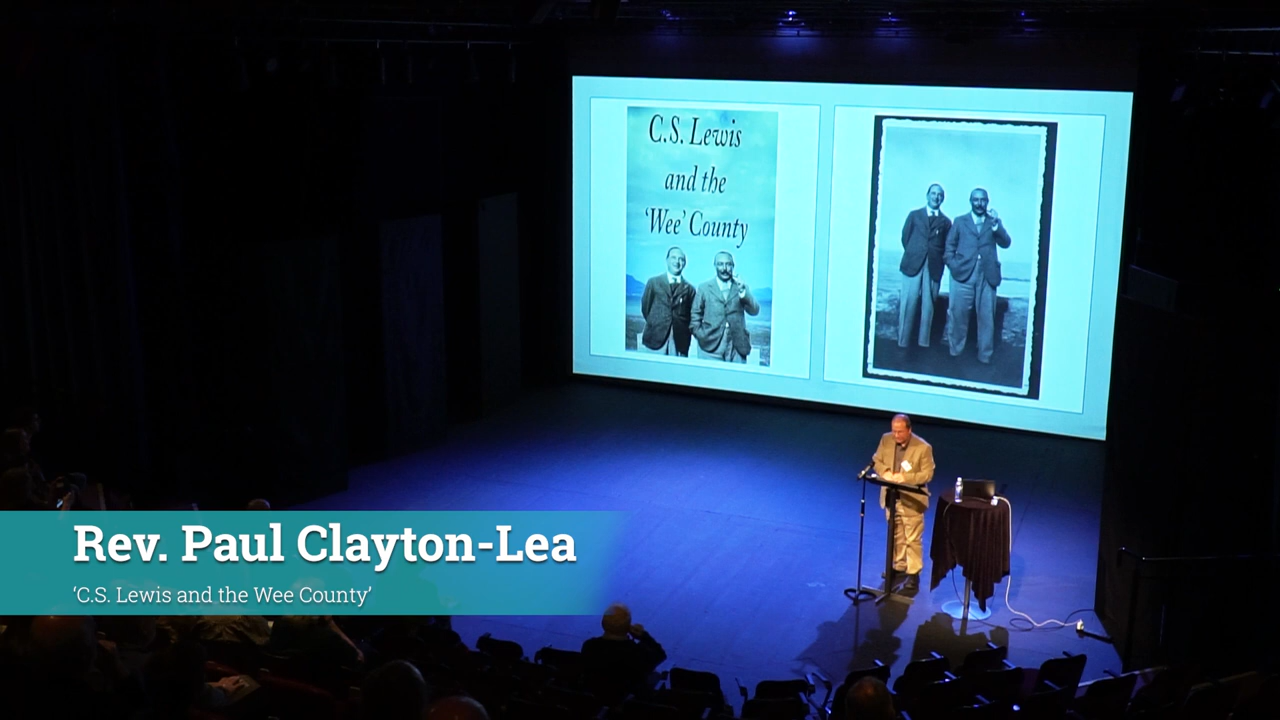 C.S. Lewis
and the
‘Wee’ County
Rev. Paul Clayton-Lea
‘C.S. Lewis and the Wee County’